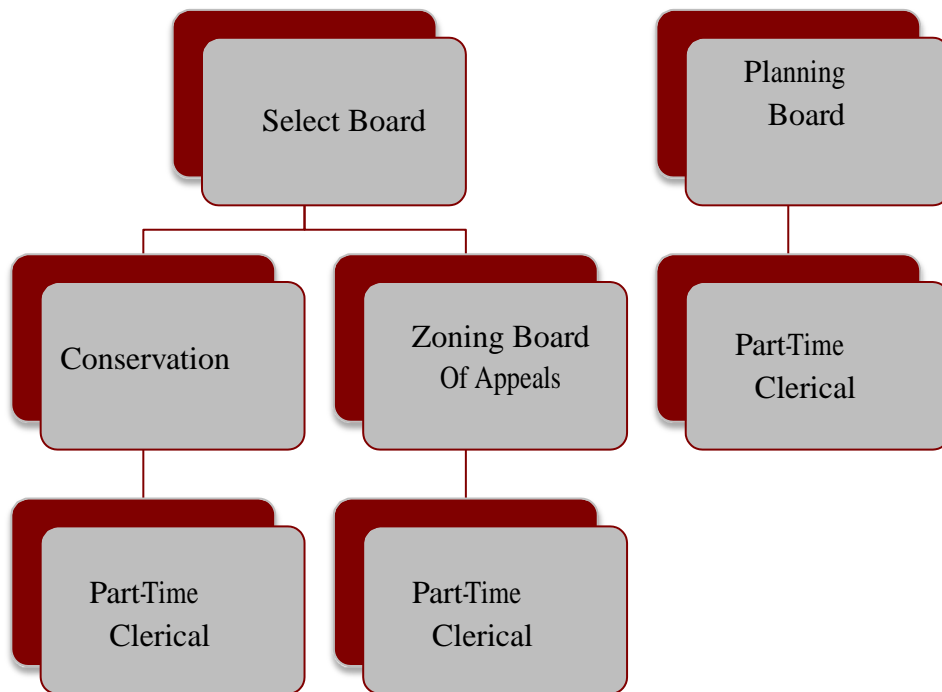 Select Board
Planning
Board
Conservation
Zoning Board
Of Appeals
Part-Time
Clerical
Part-Time
Clerical
Part-Time
Clerical